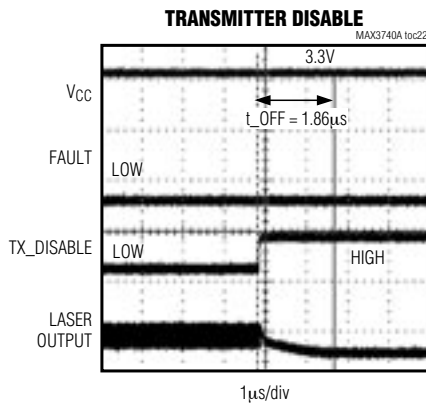 TRANSMITTER DISABLE
MAX3740A toc22
3.3V
VCC
t_OFF = 1.86μs
FAULT
LOW
TX_DISABLE
LOW
HIGH
LASER
OUTPUT
1μs/div